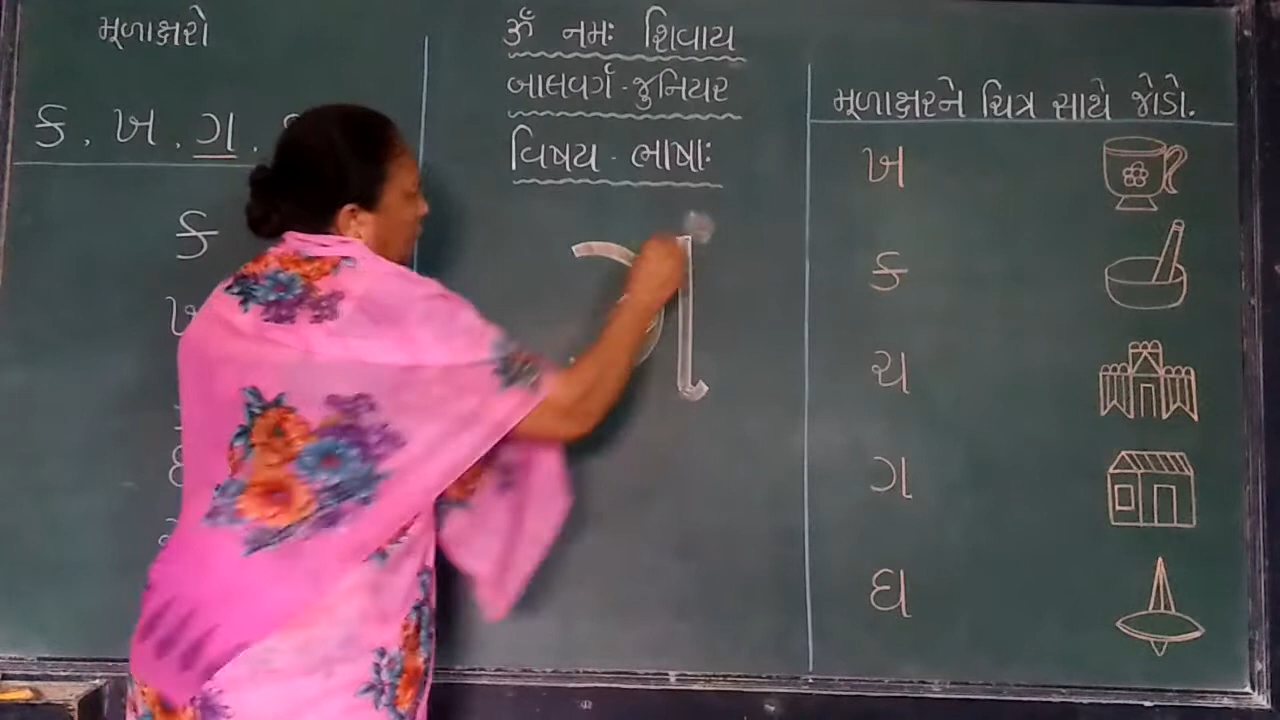 મૂળાક્ષરો
ક . ખ . ગ .
ક
ખ
ૐ નમઃ શિવાય
બાલવર્ગ - જુનિયર
વિષય - ભાષાઃ
ગ
મૂળાક્ષરને ચિત્ર સાથે જોડો.
ખ
ક
ચ
ગ
ઘ